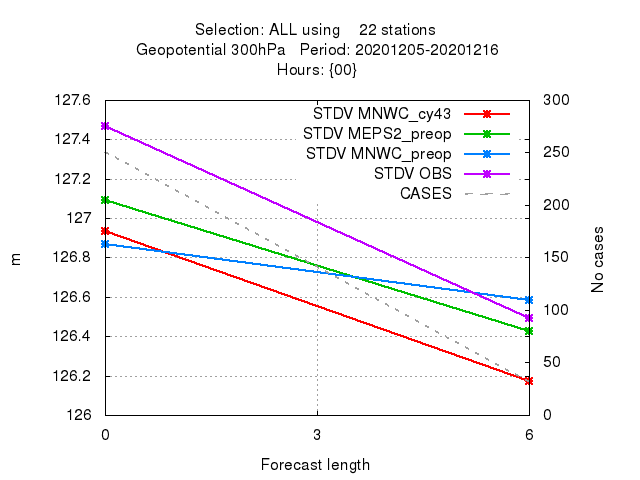 Selection: ALL using    22 stations
Geopotential 300hPa   Period: 20201205-20201216
Hours: {00}
127.6
127.4
127.2
127
126.8
126.6
126.4
126.2
126
m
300
250
200
150
100
50
0
No cases
STDV MNWC_cy43
STDV MEPS2_preop
STDV MNWC_preop
STDV OBS
CASES
0
3
6
Forecast length